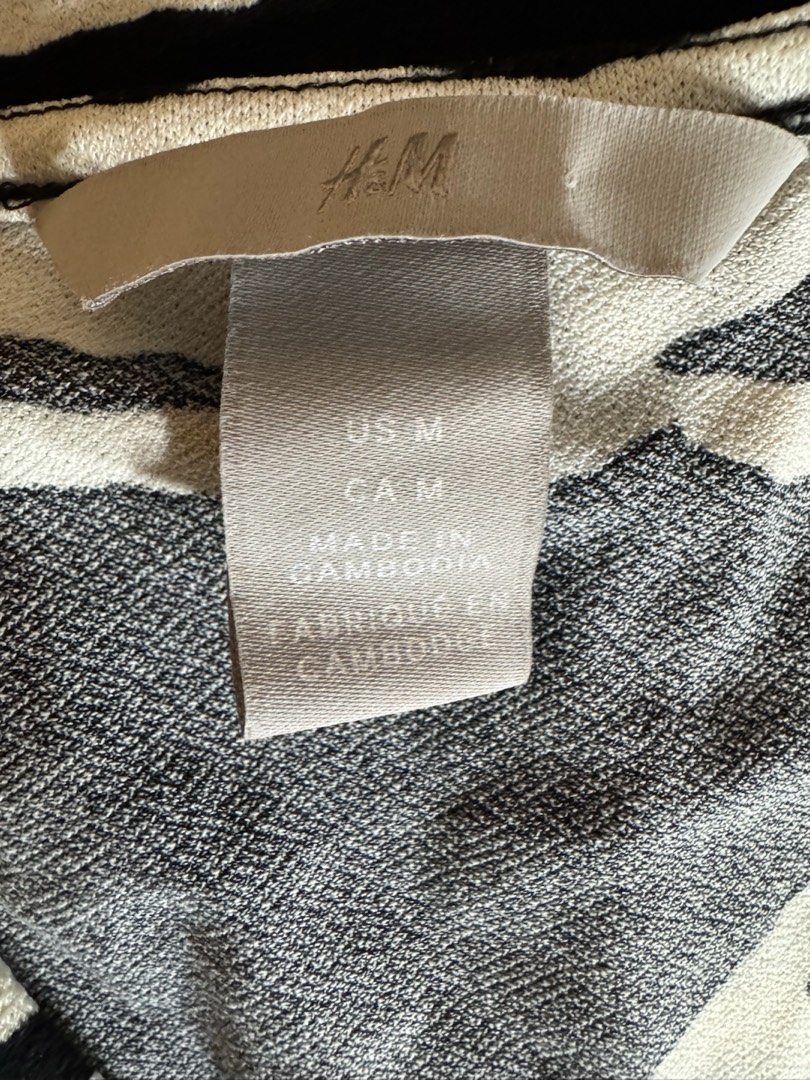 H&M
US M
CA M
MADE IN
CAMBODIA
FABRIQUÉ EN
CAMBODGE